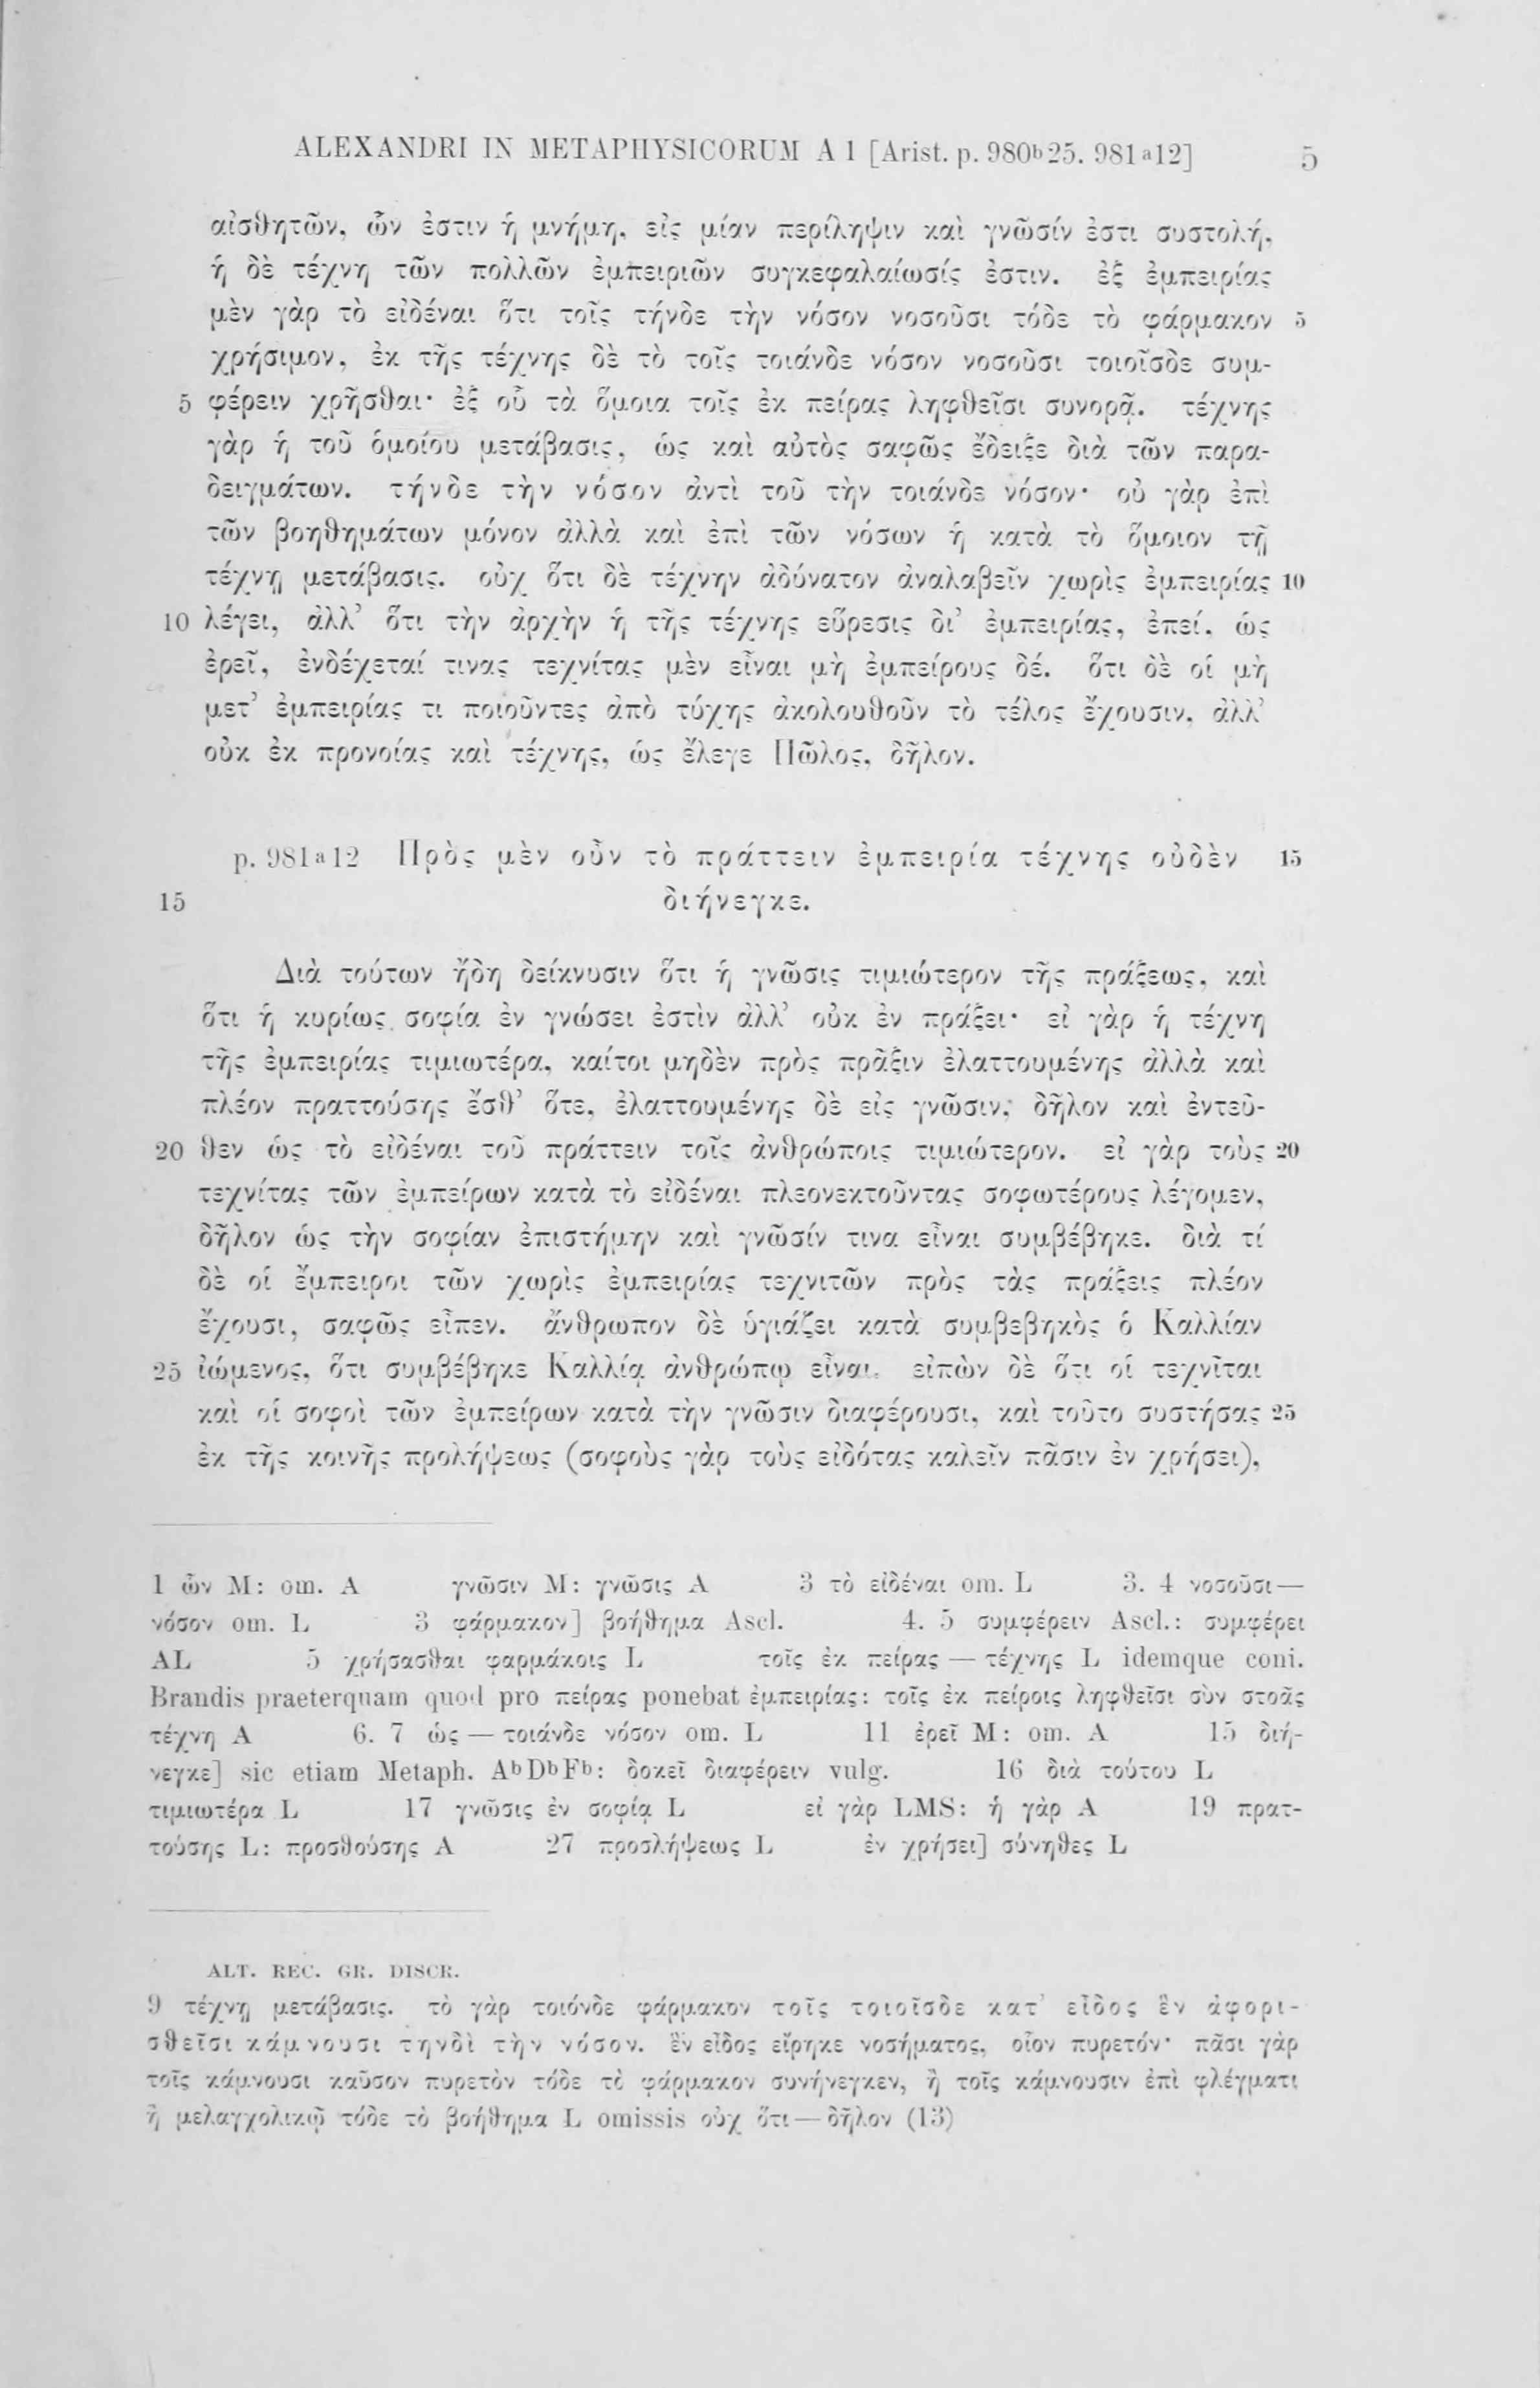 ALEXANDRI IN METAPHYSICORUM A 1 [Arist. p. 980b25. 981a12] 5
αἰσθητῶν, ὧν ἐστιν ἡ μνήμη, εἰς μίαν περίληψιν καὶ γνῶσίν ἐστι συστολή,
ἡ δὲ τέχνη τῶν πολλῶν ἐμπειριῶν συγκεφαλαίωσίς ἐστιν. ἐξ ἐμπειρίας
μὲν γὰρ τὸ εἰδέναι ὅτι τοῖς τήνδε τὴν νόσον νοσοῦσι τόδε τὸ φάρμακον 5
χρήσιμον, ἐκ τῆς τέχνης δὲ τὸ τοῖς τοιάνδε νόσον νοσοῦσι τοιοῖσδε συμ-
5 φέρειν χρῆσθαι· ἐξ οὗ τὰ ὅμοια τοῖς ἐκ πείρας ληφθεῖσι συνορᾷ. τέχνης
γὰρ ἡ τοῦ ὁμοίου μετάβασις, ὡς καὶ αὐτὸς σαφῶς ἔδειξε διὰ τῶν παρα-
δειγμάτων. τήνδε τὴν νόσον ἀντὶ τοῦ τὴν τοιάνδε νόσον· οὐ γὰρ ἐπὶ
τῶν βοηθημάτων μόνον ἀλλὰ καὶ ἐπὶ τῶν νόσων ἡ κατὰ τὸ ὅμοιον τῇ
τέχνῃ μετάβασις. οὐχ ὅτι δὲ τέχνην ἀδύνατον ἀναλαβεῖν χωρὶς ἐμπειρίας 10
10 λέγει, ἀλλ’ ὅτι τὴν ἀρχὴν ἡ τῆς τέχνης εὕρεσις δι’ ἐμπειρίας, ἐπεί, ὡς
ἐρεῖ, ἐνδέχεταί τινας τεχνίτας μὲν εἶναι μὴ ἐμπείρους δέ. ὅτι δὲ οἱ μὴ
μετ’ ἐμπειρίας τι ποιοῦντες ἀπὸ τύχης ἀκολουθοῦν τὸ τέλος ἔχουσιν, ἀλλ’
οὐκ ἐκ προνοίας καὶ τέχνης, ὡς ἔλεγε Πῶλος, δῆλον.
p. 981a12 Πρὸς μὲν οὖν τὸ πράττειν ἐμπειρία τέχνης οὐδὲν 15
15 διήνεγκε.
Διὰ τούτων ἤδη δείκνυσιν ὅτι ἡ γνῶσις τιμιώτερον τῆς πράξεως, καὶ
ὅτι ἡ κυρίως σοφία ἐν γνώσει ἐστὶν ἀλλ’ οὐκ ἐν πράξει· εἰ γὰρ ἡ τέχνη
τῆς ἐμπειρίας τιμιωτέρα, καίτοι μηδὲν πρὸς πρᾶξιν ἐλαττουμένης ἀλλὰ καὶ
πλέον πραττούσης ἔσθ’ ὅτε, ἐλαττουμένης δὲ εἰς γνῶσιν, δῆλον καὶ ἐντεῦ-
20 θεν ὡς τὸ εἰδέναι τοῦ πράττειν τοῖς ἀνθρώποις τιμιώτερον. εἰ γὰρ τοὺς 20
τεχνίτας τῶν ἐμπείρων κατὰ τὸ εἰδέναι πλεονεκτοῦντας σοφωτέρους λέγομεν,
δῆλον ὡς τὴν σοφίαν ἐπιστήμην καὶ γνῶσίν τινα εἶναι συμβέβηκε. διὰ τί
δὲ οἱ ἔμπειροι τῶν χωρὶς ἐμπειρίας τεχνιτῶν πρὸς τὰς πράξεις πλέον
ἔχουσι, σαφῶς εἶπεν. ἄνθρωπον δὲ ὑγιάζει κατὰ συμβεβηκὸς ὁ Καλλίαν
25 ἰώμενος, ὅτι συμβέβηκε Καλλίᾳ ἀνθρώπῳ εἶναι. εἰπὼν δὲ ὅτι οἱ τεχνῖται
καὶ οἱ σοφοὶ τῶν ἐμπείρων κατὰ τὴν γνῶσιν διαφέρουσι, καὶ τοῦτο συστήσας 25
ἐκ τῆς κοινῆς προλήψεως (σοφοὺς γὰρ τοὺς εἰδότας καλεῖν πᾶσιν ἐν χρήσει),
1 ὧν M: om. A γνῶσιν M: γνῶσις A 3 τὸ εἰδέναι om. L 3. 4 νοσοῦσι—
νόσον om. L 3 φάρμακον] βοήθημα Ascl. 4. 5 συμφέρειν Ascl.: συμφέρει
AL 5 χρήσασθαι φαρμάκοις L τοῖς ἐκ πείρας — τέχνης L idemque coni.
Brandis praeterquam quod pro πείρας ponebat ἐμπειρίας: τοῖς ἐκ πείροις ληφθεῖσι σὺν στοᾶς
τέχνη A 6. 7 ὡς — τοιάνδε νόσον om. L 11 ἐρεῖ M: om. A 15 διή-
νεγκε] sic etiam Metaph. AbDbFb: δοκεῖ διαφέρειν vulg. 16 διὰ τούτου L
τιμιωτέρα L 17 γνῶσις ἐν σοφίᾳ L εἰ γὰρ LMS: ἡ γὰρ A 19 πρατ-
τούσης L: προσθούσης A 27 προσλήψεως L ἐν χρήσει] σύνηθες L
ALT. REC. GR. DISCR.
9 τέχνῃ μετάβασις. τὸ γὰρ τοιόνδε φάρμακον τοῖς τοιοῖσδε κατ’ εἶδος ἓν ἀφορι-
σθεῖσι κάμνουσι τηνδὶ τὴν νόσον. ἓν εἶδος εἴρηκε νοσήματος, οἷον πυρετόν· πᾶσι γὰρ
τοῖς κάμνουσι καῦσον πυρετὸν τόδε τὸ φάρμακον συνήνεγκεν, ἢ τοῖς κάμνουσιν ἐπὶ φλέγματι
ἢ μελαγχολικῷ τόδε τὸ βοήθημα L omissis οὐχ ὅτι — δῆλον (13)